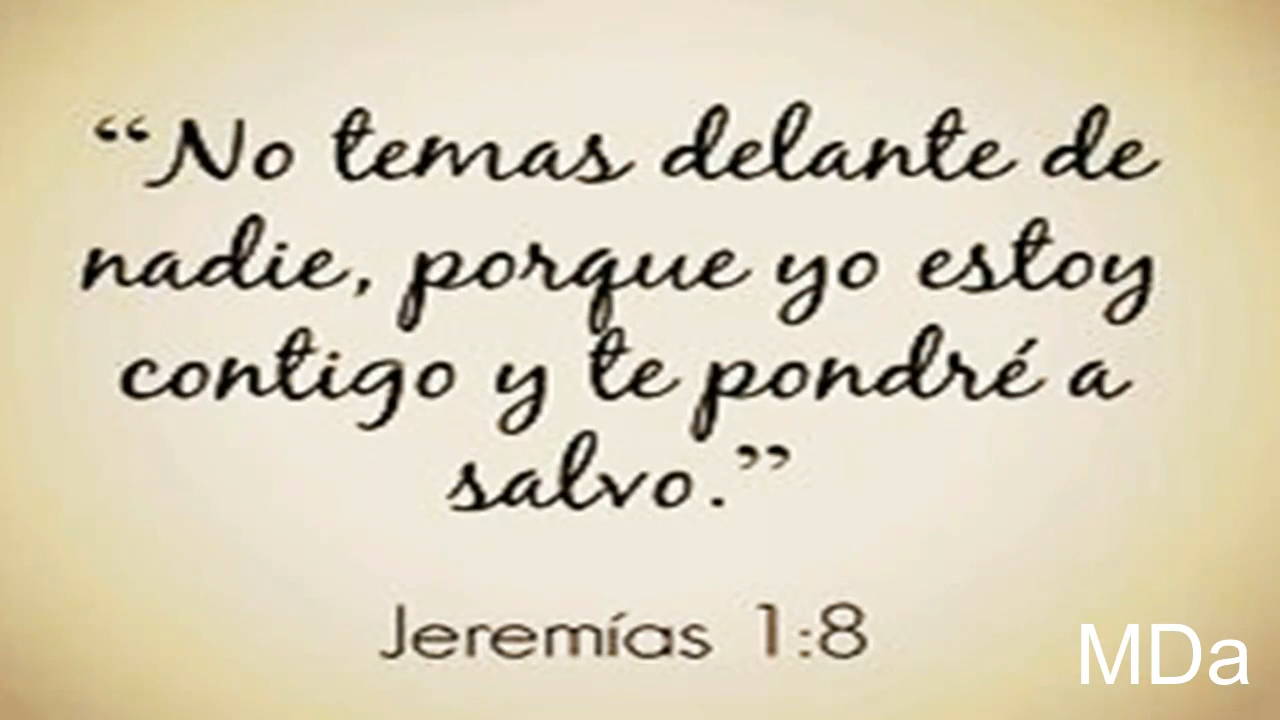 “No temas delante de
nadie, porque yo estoy
contigo y te pondré a
salvo.”
Jeremías 1:8
MDa